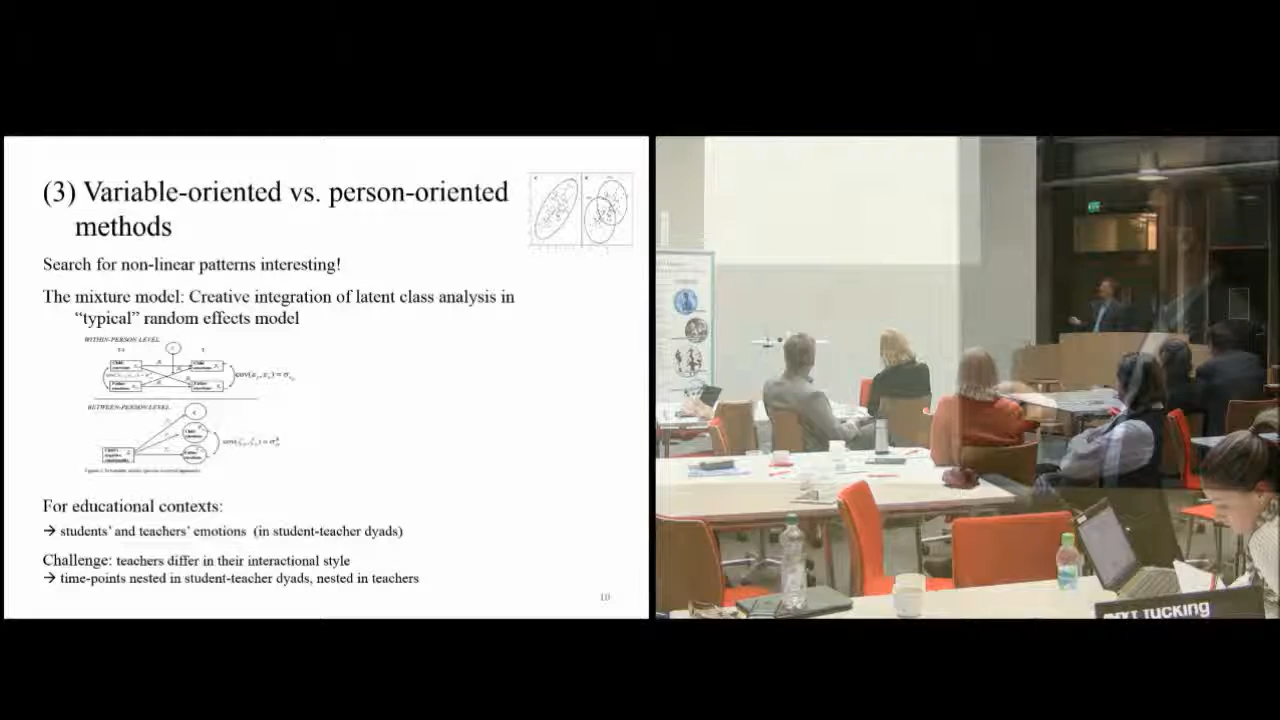 (3) Variable-oriented vs. person-oriented
methods
Search for non-linear patterns interesting!
The mixture model: Creative integration of latent class analysis in
“typical” random effects model
WITHIN-PERSON LEVEL
BETWEEN-PERSON LEVEL
For educational contexts:
→ students’ and teachers’ emotions (in student-teacher dyads)
Challenge: teachers differ in their interactional style
→ time-points nested in student-teacher dyads, nested in teachers
10